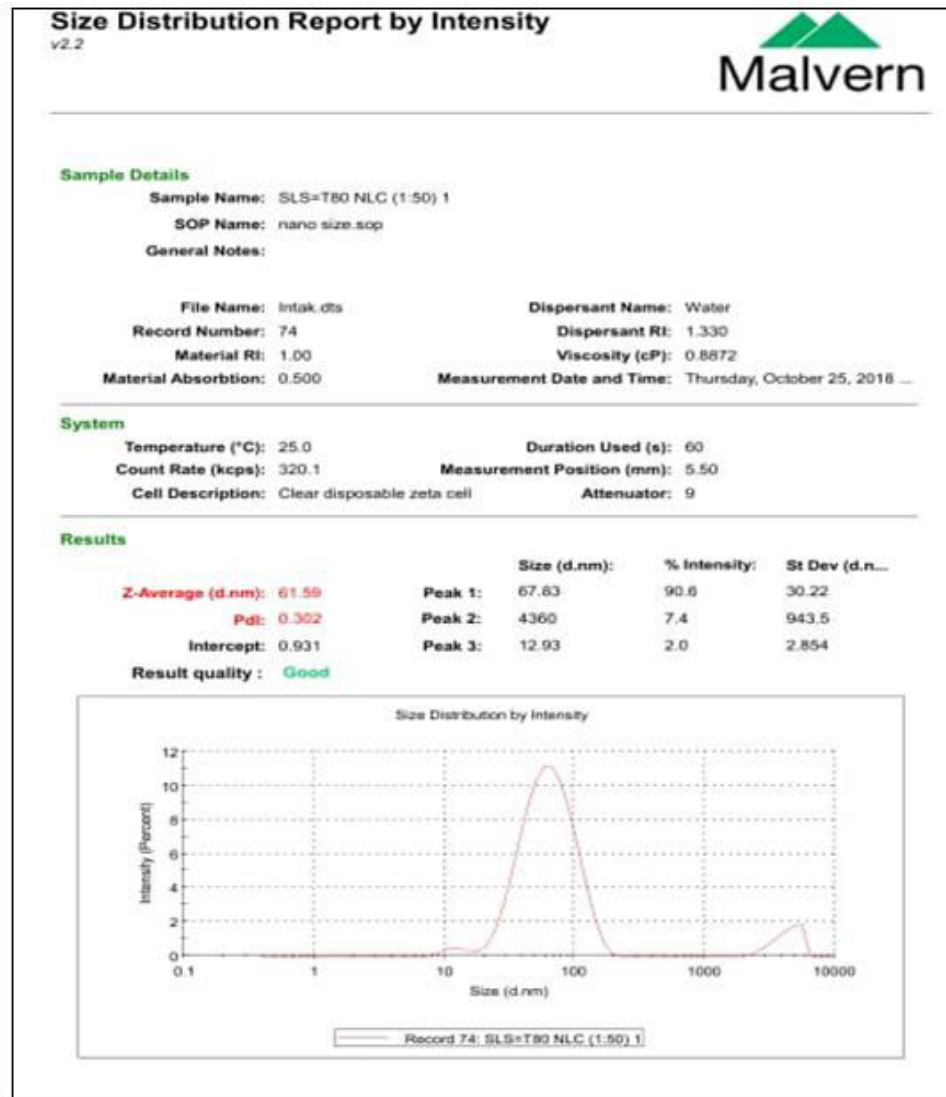 Size Distribution Report by Intensity
v2.2
Malvern
Sample Details
Sample Name: SLS=T80 NLC (1:50) 1
SOP Name: nano size.sop
General Notes:
File Name: Intak.dts Dispersant Name: Water
Record Number: 74 Dispersant RI: 1.330
Material RI: 1.00 Viscosity (cP): 0.8872
Material Absorbtion: 0.500 Measurement Date and Time: Thursday, October 25, 2018 ...
System
Temperature (°C): 25.0 Duration Used (s): 60
Count Rate (kcps): 320.1 Measurement Position (mm): 5.50
Cell Description: Clear disposable zeta cell Attenuator: 9
Results
Size (d.nm): % Intensity: St Dev (d.n...
Z-Average (d.nm): 61.59 Peak 1: 67.83 90.6 30.22
PdI: 0.302 Peak 2: 4360 7.4 943.5
Intercept: 0.931 Peak 3: 12.93 2.0 2.854
Result quality : Good
Size Distribution by Intensity
Intensity (Percent)
12
10
8
6
4
2
0
0.1 1 10 100 1000 10000
Size (d.nm)
Record 74: SLS=T80 NLC (1:50) 1